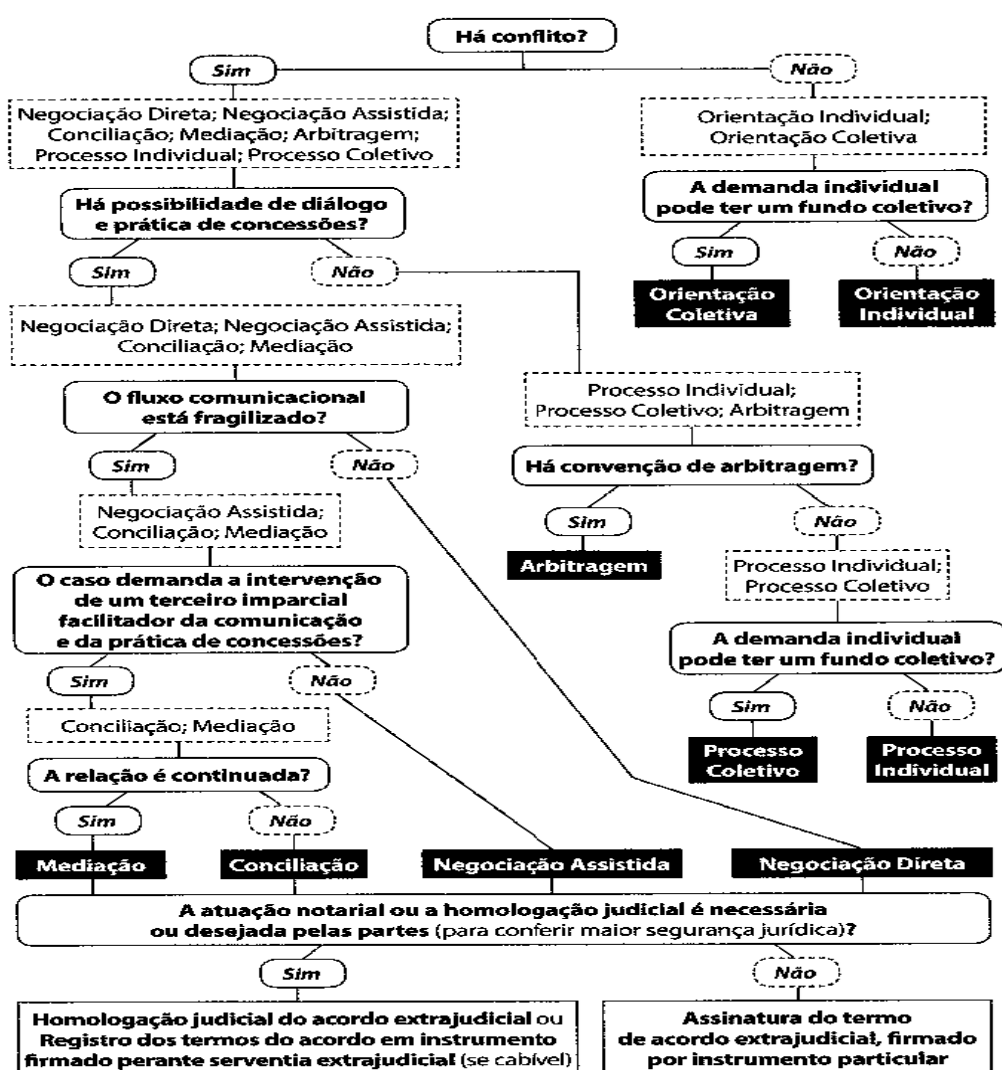 Há conflito?
Sim
Não
Negociação Direta; Negociação Assistida;
Conciliação; Mediação; Arbitragem;
Processo Individual; Processo Coletivo
Orientação Individual;
Orientação Coletiva
Há possibilidade de diálogo
e prática de concessões?
A demanda individual
pode ter um fundo coletivo?
Sim
Não
Sim
Não
Orientação
Coletiva
Orientação
Individual
Negociação Direta; Negociação Assistida;
Conciliação; Mediação
O fluxo comunicacional
está fragilizado?
Processo Individual;
Processo Coletivo; Arbitragem
Sim
Não
Há convenção de arbitragem?
Negociação Assistida;
Conciliação; Mediação
Sim
Não
Arbitragem
Processo Individual;
Processo Coletivo
O caso demanda a intervenção
de um terceiro imparcial
facilitador da comunicação
e da prática de concessões?
A demanda individual
pode ter um fundo coletivo?
Sim
Não
Sim
Não
Conciliação; Mediação
Processo
Coletivo
Processo
Individual
A relação é continuada?
Sim
Não
Mediação
Conciliação
Negociação Assistida
Negociação Direta
A atuação notarial ou a homologação judicial é necessária
ou desejada pelas partes (para conferir maior segurança jurídica)?
Sim
Não
Homologação judicial do acordo extrajudicial ou
Registro dos termos do acordo em instrumento
firmado perante serventia extrajudicial (se cabível)
Assinatura do termo
de acordo extrajudicial, firmado
por instrumento particular